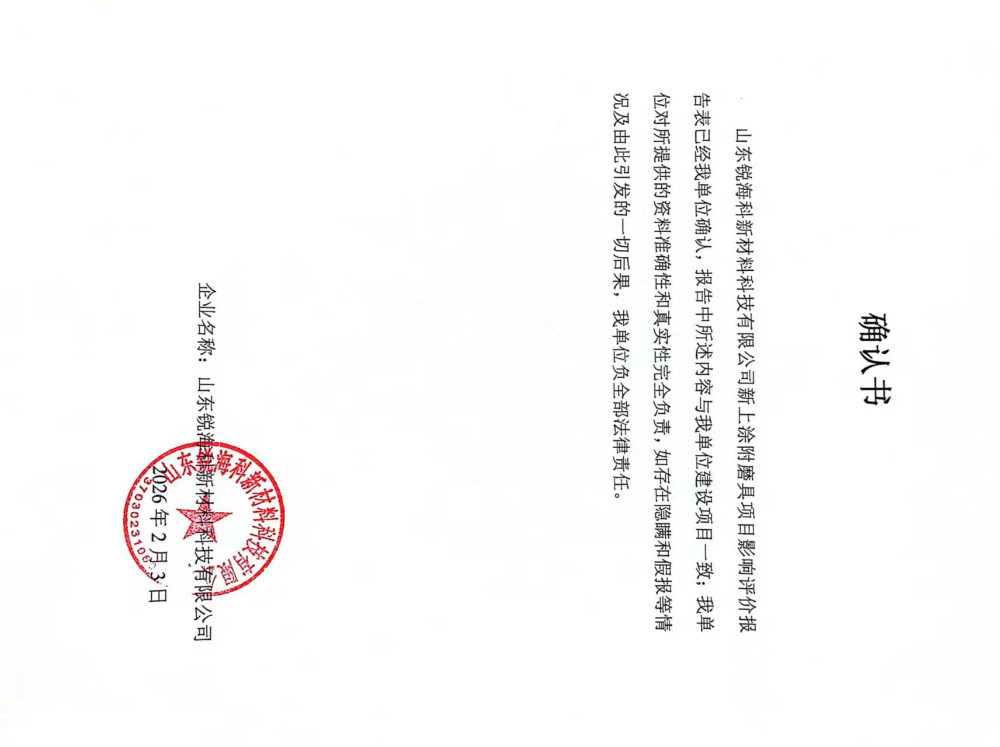 确认书
山东锐海科新材料科技有限公司新上涂附磨具项目影响评价报
告表已经我单位确认，报告中所述内容与我单位建设项目一致；我单
位对所提供的资料准确性和真实性完全负责，如存在隐瞒和假报等情
况及由此引发的一切后果，我单位负全部法律责任。
企业名称：山东锐海科新材料科技有限公司
2026年2月3日
山东锐海科新材料科技有限
370302310